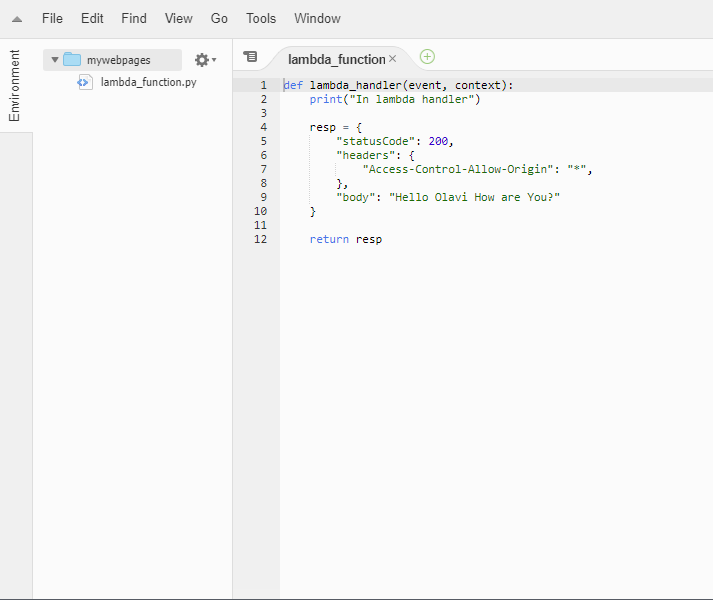 File Edit Find View Go Tools Window
Environment
mywebpages
lambda_function.py
lambda_function
1 def lambda_handler(event, context):
2     print("In lambda handler")
3
4     resp = {
5         "statusCode": 200,
6         "headers": {
7             "Access-Control-Allow-Origin": "*",
8         },
9         "body": "Hello Olavi How are You?"
10     }
11
12     return resp